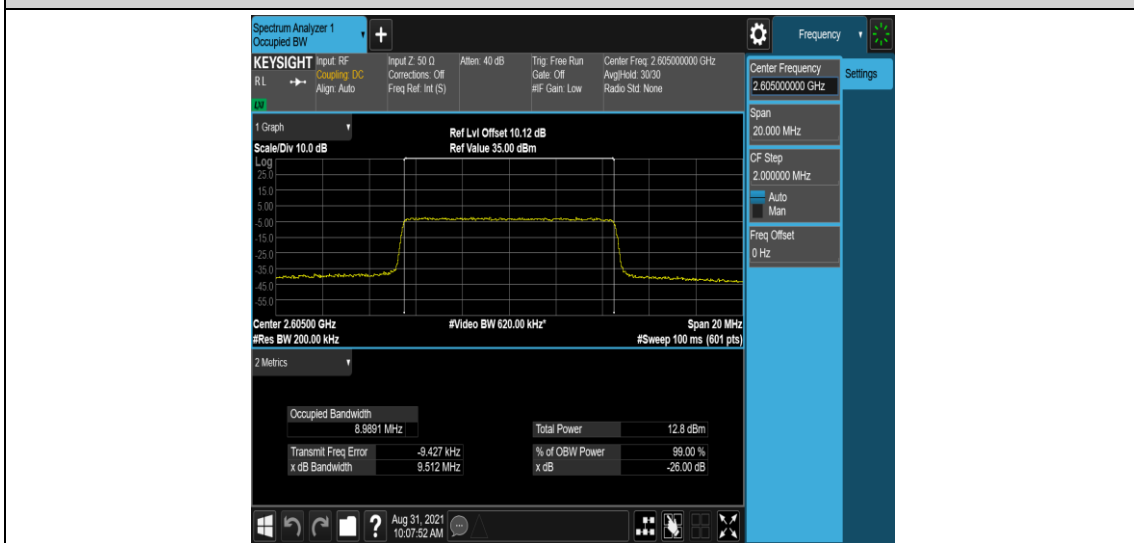 Spectrum Analyzer 1
Occupied BW
+
Frequency
KEYSIGHT
RL
LXI
Input: RF
Coupling: DC
Align: Auto
Input Z: 50 Ω
Corrections: Off
Freq Ref: Int (S)
Atten: 40 dB
Trig: Free Run
Gate: Off
#IF Gain: Low
Center Freq: 2.605000000 GHz
Avg|Hold: 30/30
Radio Std: None
Center Frequency
2.605000000 GHz
Settings
Span
20.000 MHz
CF Step
2.000000 MHz
Auto
Man
Freq Offset
0 Hz
1 Graph
Scale/Div 10.0 dB
Ref Lvl Offset 10.12 dB
Ref Value 35.00 dBm
Log
25.0
15.0
5.00
-5.00
-15.0
-25.0
-35.0
-45.0
-55.0
Center 2.60500 GHz
#Video BW 620.00 kHz*
Span 20 MHz
#Res BW 200.00 kHz
#Sweep 100 ms (601 pts)
2 Metrics
Occupied Bandwidth
8.9891 MHz
Total Power 12.8 dBm
Transmit Freq Error -9.427 kHz
% of OBW Power 99.00 %
x dB Bandwidth 9.512 MHz
x dB -26.00 dB
?
Aug 31, 2021
10:07:52 AM